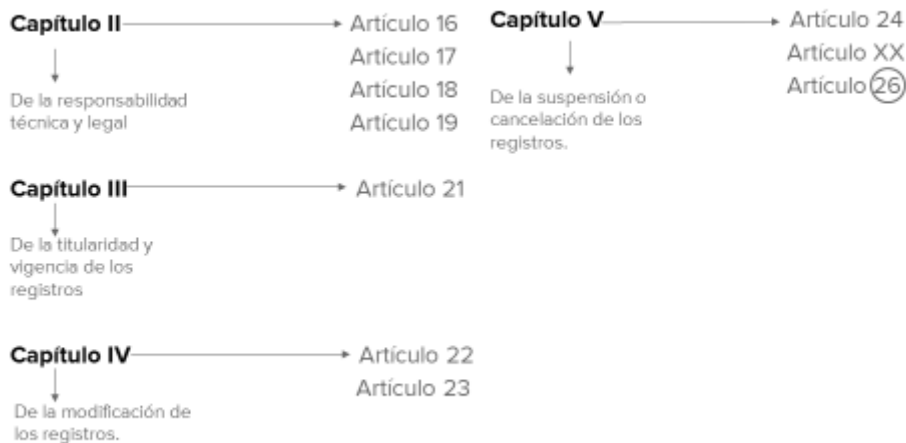 Capítulo II
Artículo 16
Artículo 17
Artículo 18
Artículo 19
De la responsabilidad
técnica y legal
Capítulo III
Artículo 21
De la titularidad y
vigencia de los
registros
Capítulo IV
Artículo 22
Artículo 23
De la modificación de
los registros.
Capítulo V
Artículo 24
Artículo XX
Artículo 26
De la suspensión o
cancelación de los
registros.